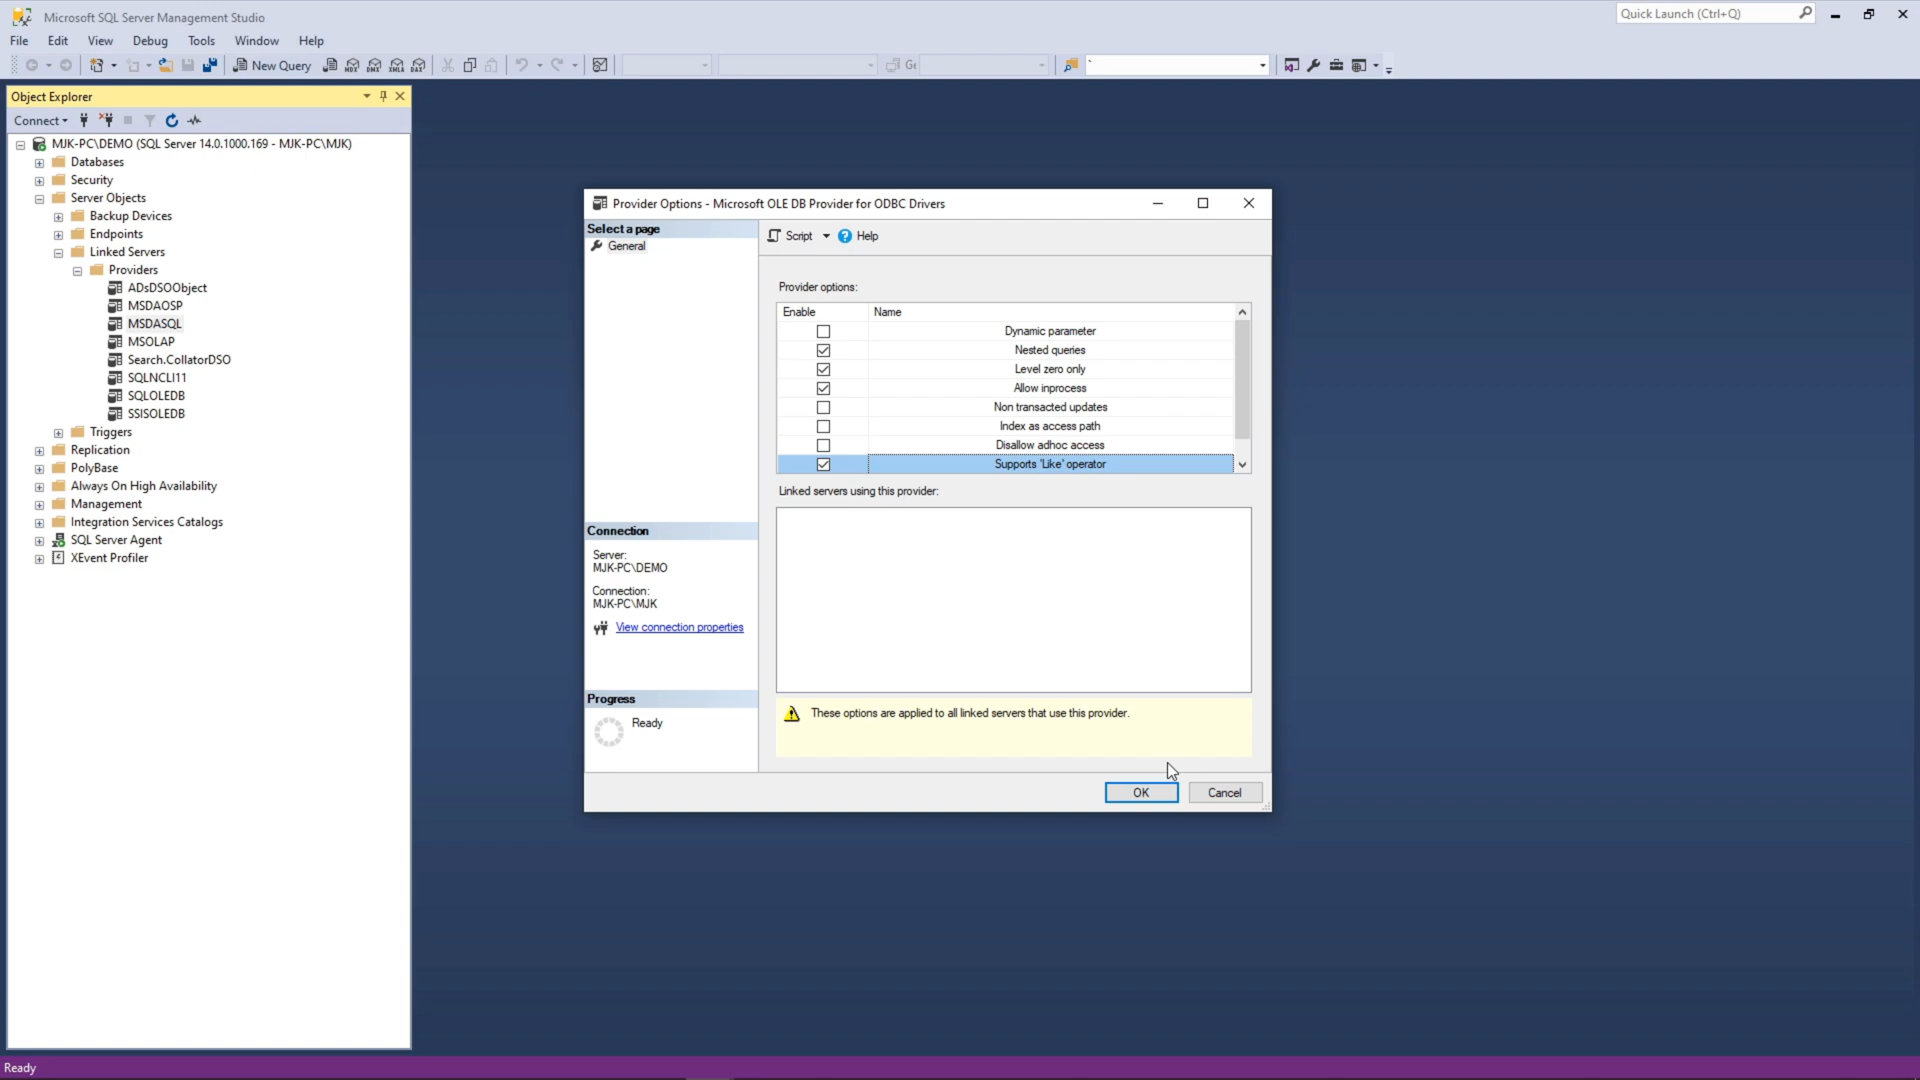 Microsoft SQL Server Management Studio
Quick Launch (Ctrl+Q)
File Edit View Debug Tools Window Help
New Query MDX DMX XMLA DAX
Object Explorer
Connect
MJK-PC\DEMO (SQL Server 14.0.1000.169 - MJK-PC\MJK)
Databases
Security
Server Objects
Backup Devices
Endpoints
Linked Servers
Providers
ADsDSOObject
MSDAOSP
MSDASQL
MSOLAP
Search.CollatorDSO
SQLNCLI11
SQLOLEDB
SSISOLEDB
Triggers
Replication
PolyBase
Always On High Availability
Management
Integration Services Catalogs
SQL Server Agent
XEvent Profiler
Provider Options - Microsoft OLE DB Provider for ODBC Drivers
Select a page
General
Script
Help
Provider options:
Enable Name
Dynamic parameter
Nested queries
Level zero only
Allow inprocess
Non transacted updates
Index as access path
Disallow adhoc access
Supports 'Like' operator
Linked servers using this provider:
Connection
Server:
MJK-PC\DEMO
Connection:
MJK-PC\MJK
View connection properties
Progress
Ready
These options are applied to all linked servers that use this provider.
OK Cancel
Ready